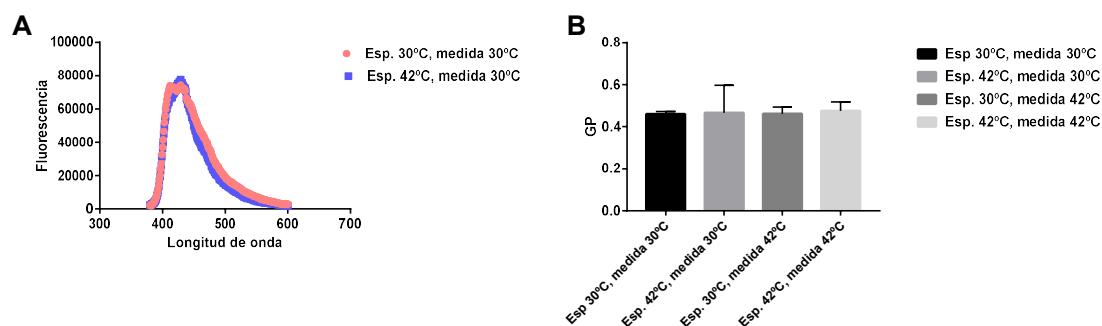 A
Fluorescencia
100000
80000
60000
40000
20000
0
300
400
500
600
700
Longitud de onda
Esp. 30ºC, medida 30ºC
Esp. 42ºC, medida 30ºC
B
GP
0.8
0.6
0.4
0.2
0.0
Esp 30ºC, medida 30ºC
Esp. 42ºC, medida 30ºC
Esp. 30ºC, medida 42ºC
Esp. 42ºC, medida 42ºC
Esp 30ºC, medida 30ºC
Esp. 42ºC, medida 30ºC
Esp. 30ºC, medida 42ºC
Esp. 42ºC, medida 42ºC